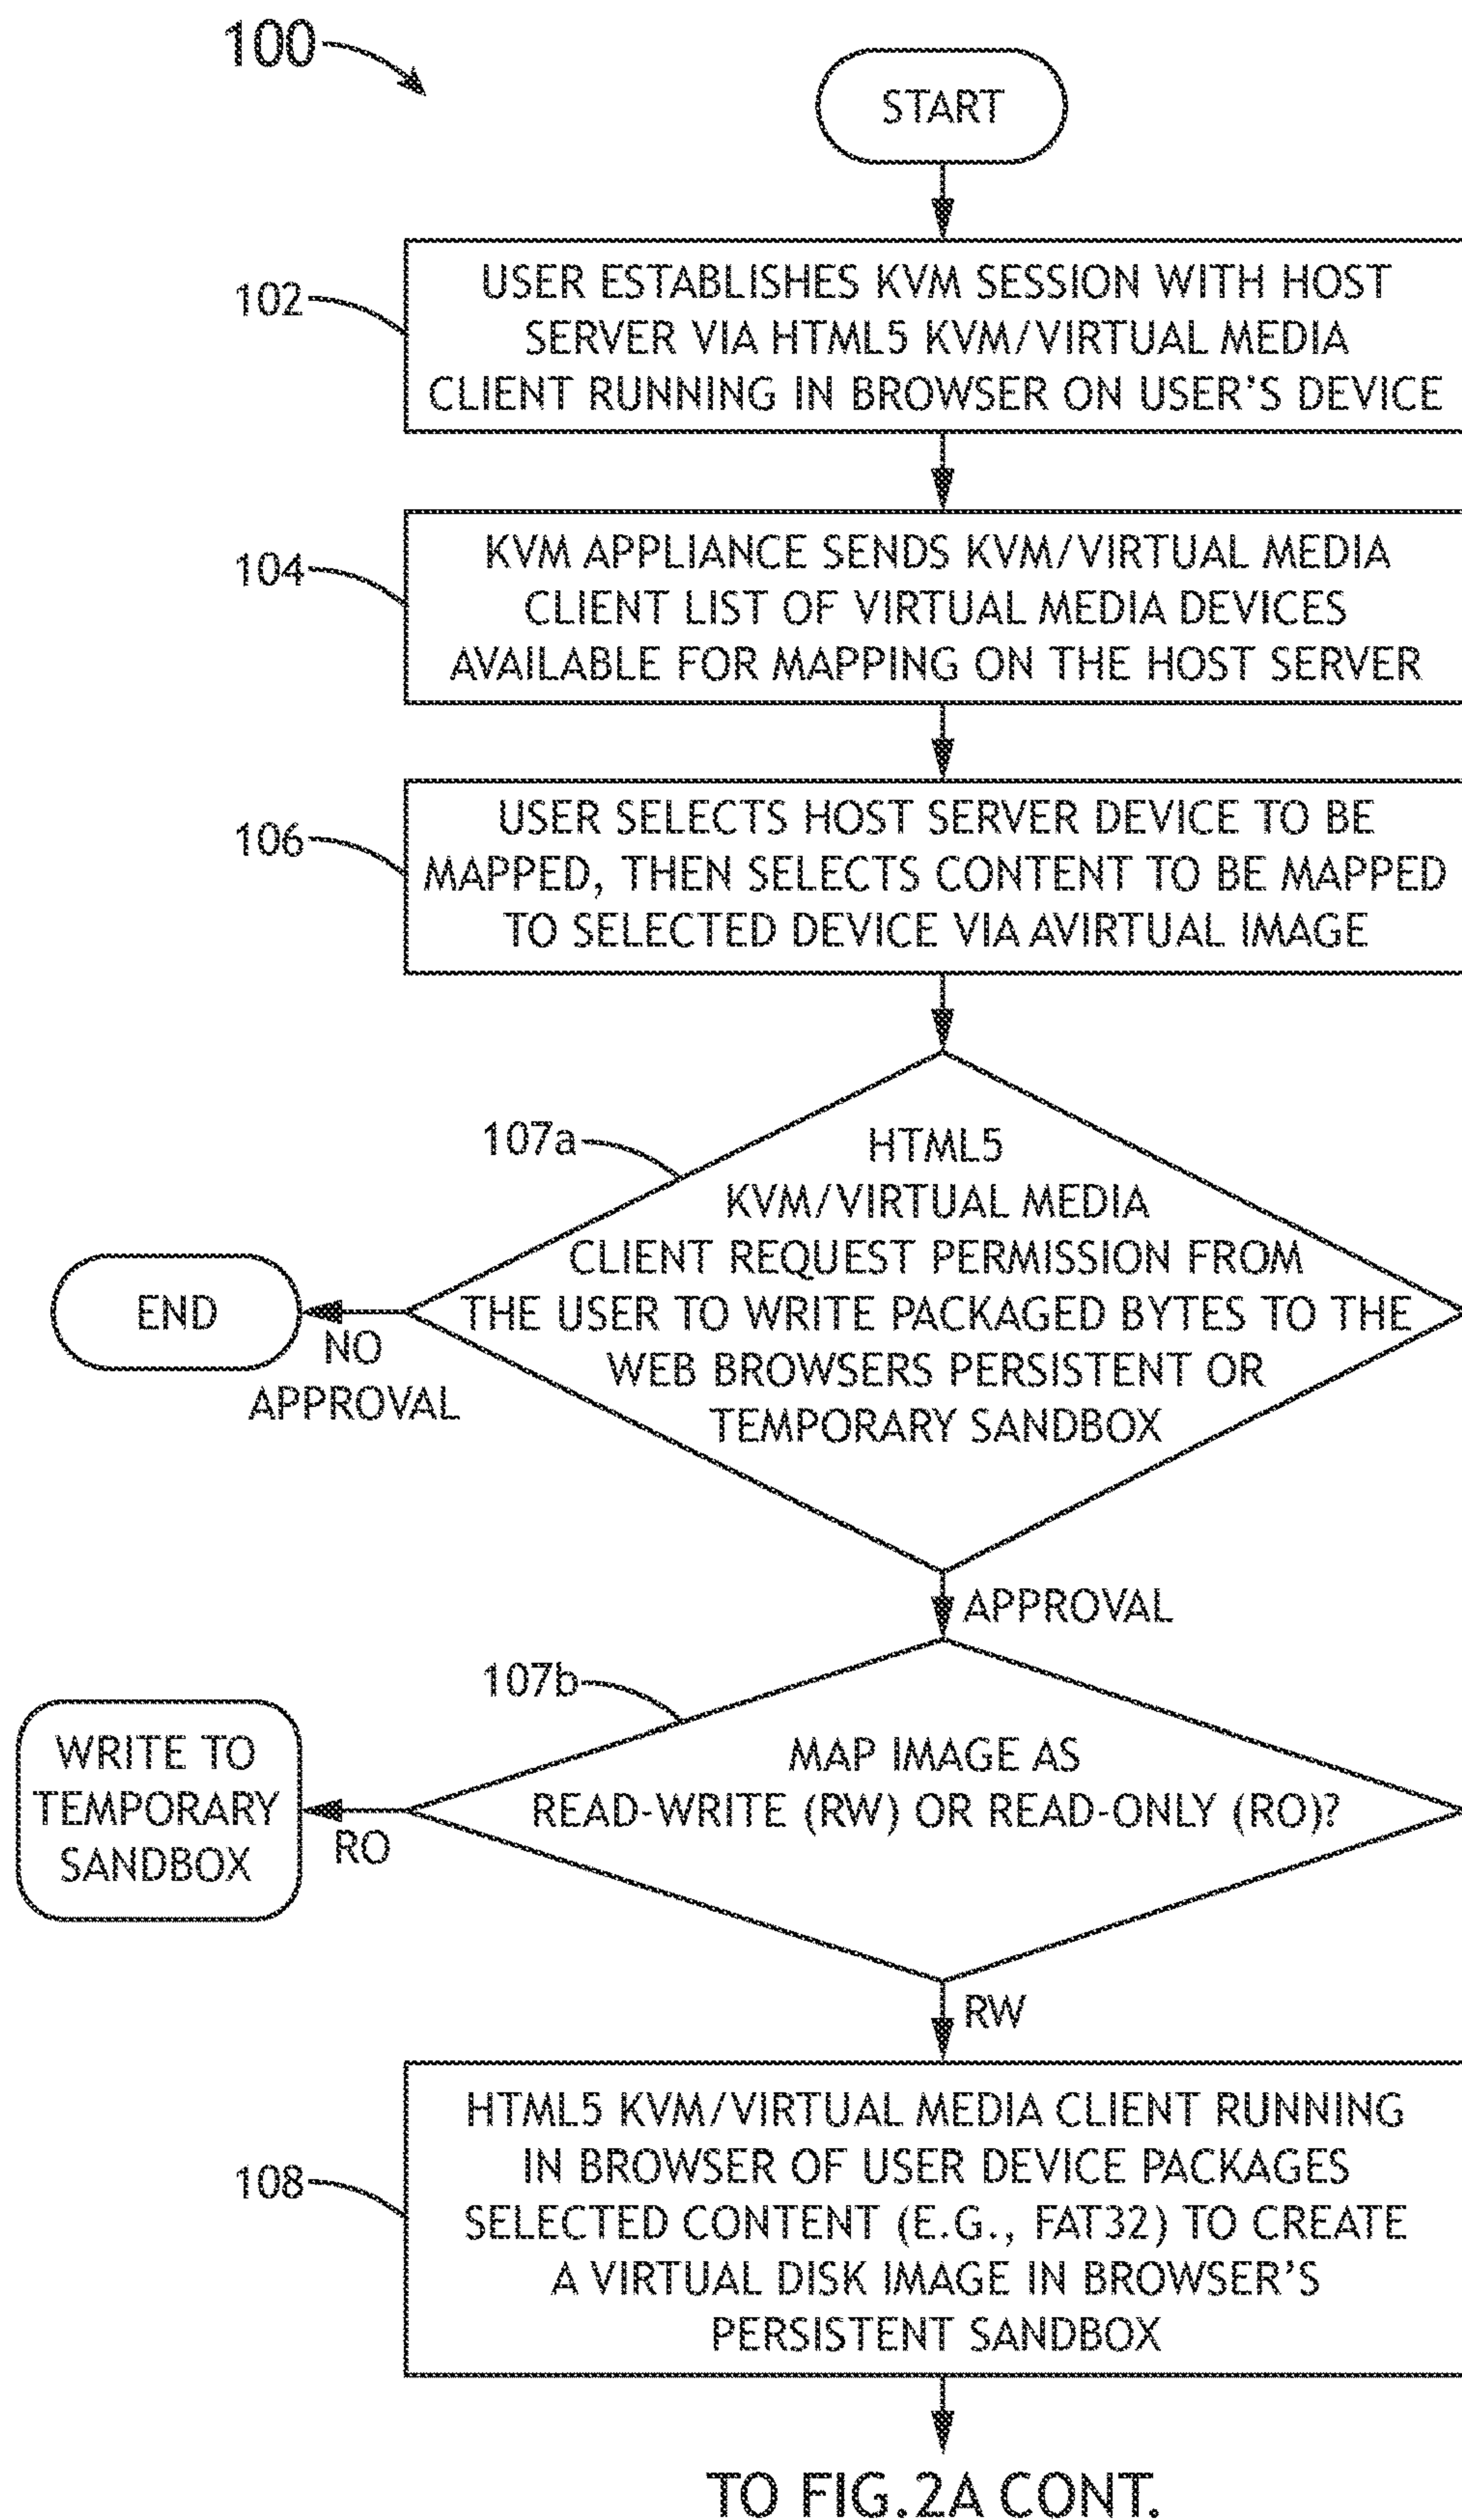 100
START
102
USER ESTABLISHES KVM SESSION WITH HOST
SERVER VIA HTML5 KVM/VIRTUAL MEDIA
CLIENT RUNNING IN BROWSER ON USER'S DEVICE
104
KVM APPLIANCE SENDS KVM/VIRTUAL MEDIA
CLIENT LIST OF VIRTUAL MEDIA DEVICES
AVAILABLE FOR MAPPING ON THE HOST SERVER
106
USER SELECTS HOST SERVER DEVICE TO BE
MAPPED, THEN SELECTS CONTENT TO BE MAPPED
TO SELECTED DEVICE VIA AVIRTUAL IMAGE
107a
HTML5
KVM/VIRTUAL MEDIA
CLIENT REQUEST PERMISSION FROM
THE USER TO WRITE PACKAGED BYTES TO THE
WEB BROWSERS PERSISTENT OR
TEMPORARY SANDBOX
END
NO
APPROVAL
APPROVAL
107b
MAP IMAGE AS
READ-WRITE (RW) OR READ-ONLY (RO)?
WRITE TO
TEMPORARY
SANDBOX
RO
RW
108
HTML5 KVM/VIRTUAL MEDIA CLIENT RUNNING
IN BROWSER OF USER DEVICE PACKAGES
SELECTED CONTENT (E.G., FAT32) TO CREATE
A VIRTUAL DISK IMAGE IN BROWSER'S
PERSISTENT SANDBOX
TO FIG.2A CONT.